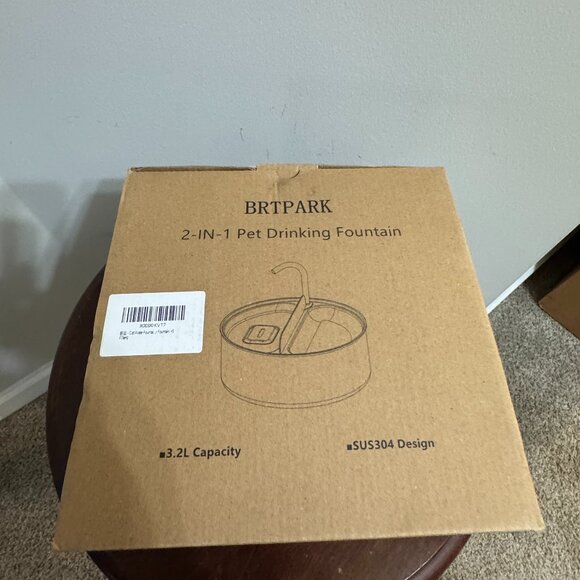 BRTPARK
2-IN-1 Pet Drinking Fountain
■3.2L Capacity
■SUS304 Design